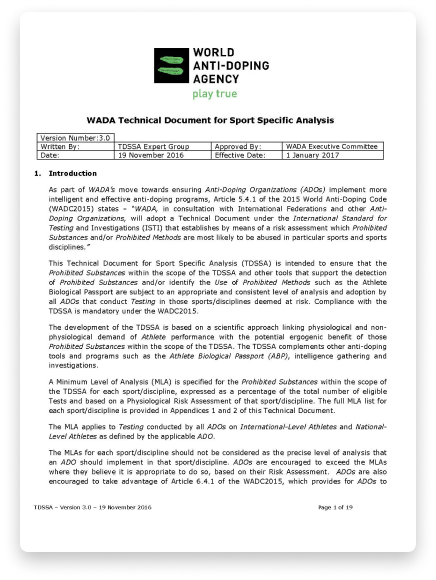 WORLD
ANTI-DOPING
AGENCY
play true
WADA Technical Document for Sport Specific Analysis
Version Number:3.0
Written By: TDSSA Expert Group Approved By: WADA Executive Committee
Date: 19 November 2016 Effective Date: 1 January 2017
1. Introduction
As part of WADA's move towards ensuring Anti-Doping Organizations (ADOs) implement more
intelligent and effective anti-doping programs, Article 5.4.1 of the 2015 World Anti-Doping Code
(WADC2015) states – "WADA, in consultation with International Federations and other Anti-
Doping Organizations, will adopt a Technical Document under the International Standard for
Testing and Investigations (ISTI) that establishes by means of a risk assessment which Prohibited
Substances and/or Prohibited Methods are most likely to be abused in particular sports and sports
disciplines."
This Technical Document for Sport Specific Analysis (TDSSA) is intended to ensure that the
Prohibited Substances within the scope of the TDSSA and other tools that support the detection
of Prohibited Substances and/or identify the Use of Prohibited Methods such as the Athlete
Biological Passport are subject to an appropriate and consistent level of analysis and adoption by
all ADOs that conduct Testing in those sports/disciplines deemed at risk. Compliance with the
TDSSA is mandatory under the WADC2015.
The development of the TDSSA is based on a scientific approach linking physiological and non-
physiological demand of Athlete performance with the potential ergogenic benefit of those
Prohibited Substances within the scope of the TDSSA. The TDSSA complements other anti-doping
tools and programs such as the Athlete Biological Passport (ABP), intelligence gathering and
investigations.
A Minimum Level of Analysis (MLA) is specified for the Prohibited Substances within the scope of
the TDSSA for each sport/discipline, expressed as a percentage of the total number of eligible
Tests and based on a Physiological Risk Assessment of that sport/discipline. The full MLA list for
each sport/discipline is provided in Appendices 1 and 2 of this Technical Document.
The MLA applies to Testing conducted by all ADOs on International-Level Athletes and National-
Level Athletes as defined by the applicable ADO.
The MLAs for each sport/discipline should not be considered as the precise level of analysis that
an ADO should implement in that sport/discipline. ADOs are encouraged to exceed the MLAs
where they believe it is appropriate to do so, based on their Risk Assessment. ADOs are also
encouraged to take advantage of Article 6.4.1 of the WADC2015, which provides for ADOs to
TDSSA – Version 3.0 – 19 November 2016 Page 1 of 19